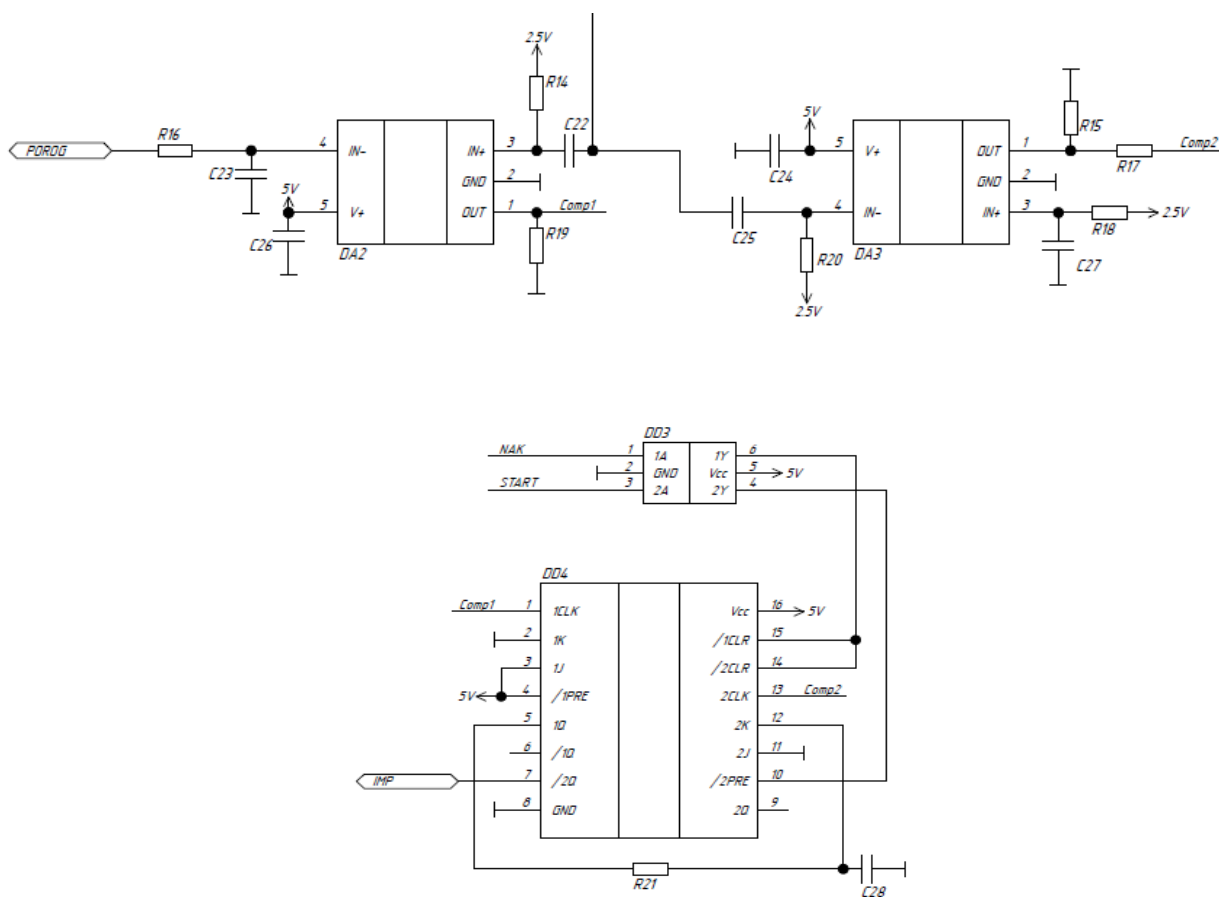 2.5V
R14
POROG
R16
C22
5V
R15
4
IN-
IN+
3
C24
5
V+
OUT
1
R17
Comp2
C23
GND
2
GND
2
5V
5
V+
OUT
1
Comp1
C25
4
IN-
IN+
3
R18
2.5V
C26
DA2
R19
R20
DA3
C27
2.5V
DD3
NAK
1
1A
1Y
6
2
GND
Vcc
5
5V
START
3
2A
2Y
4
DD4
Comp1
1
1CLK
Vcc
16
5V
2
1K
/1CLR
15
3
1J
/2CLR
14
5V
4
/1PRE
2CLK
13
Comp2
5
1Q
2K
12
6
/1Q
2J
11
IMP
7
/2Q
/2PRE
10
8
GND
2Q
9
R21
C28